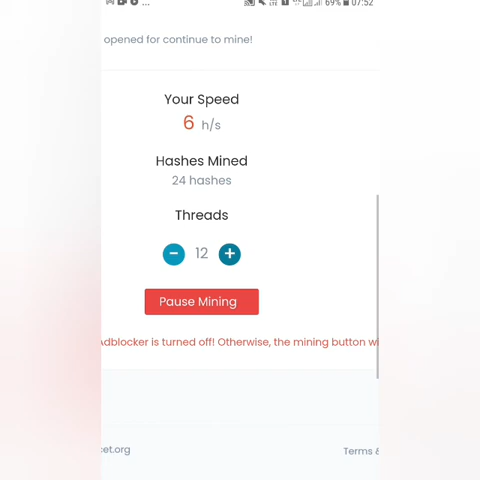 ... 69% 07:52
opened for continue to mine!
Your Speed
6 h/s
Hashes Mined
24 hashes
Threads
− 12 +
Pause Mining
Adblocker is turned off! Otherwise, the mining button
cet.org Terms &